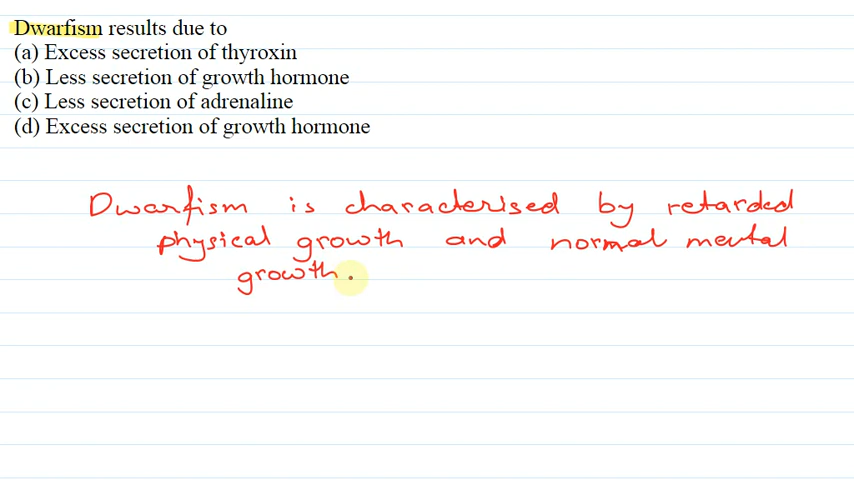 Dwarfism results due to
(a) Excess secretion of thyroxin
(b) Less secretion of growth hormone
(c) Less secretion of adrenaline
(d) Excess secretion of growth hormone
Dwarfism is characterised by retarded
physical growth and normal mental
growth.